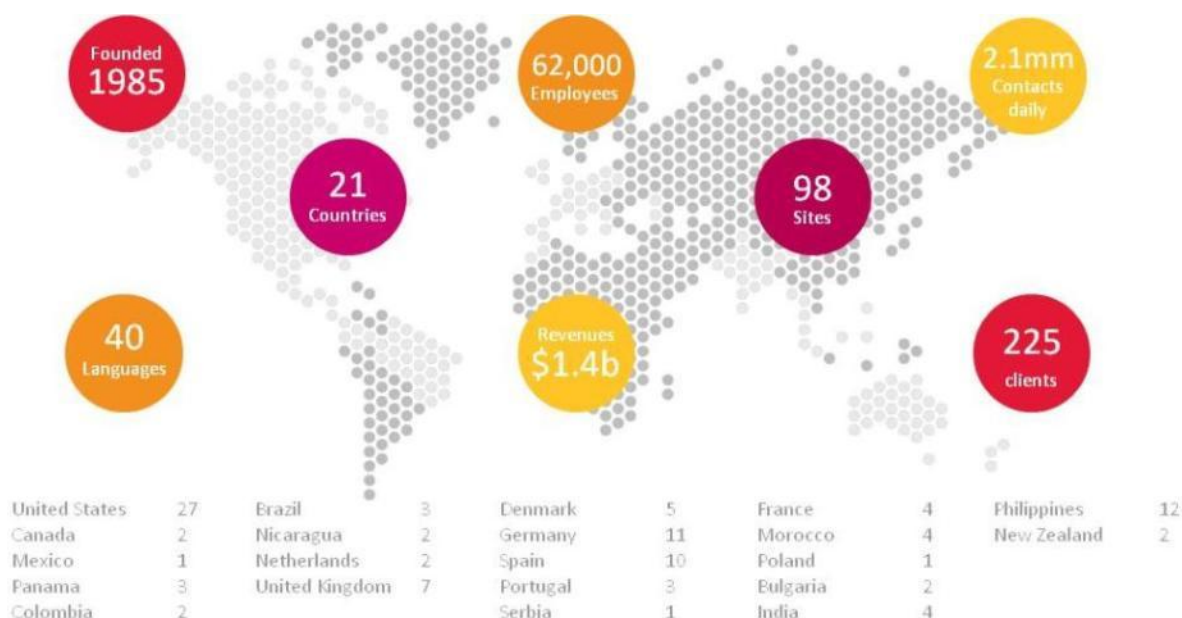 Founded
1985
62,000
Employees
2.1mm
Contacts
daily
21
Countries
98
Sites
40
Languages
Revenues
$1.4b
225
clients
United States 27
Canada 2
Mexico 1
Panama 3
Colombia 2
Brazil 3
Nicaragua 2
Netherlands 2
United Kingdom 7
Denmark 5
Germany 11
Spain 10
Portugal 3
Serbia 1
France 4
Morocco 4
Poland 1
Bulgaria 2
India 4
Philippines 12
New Zealand 2